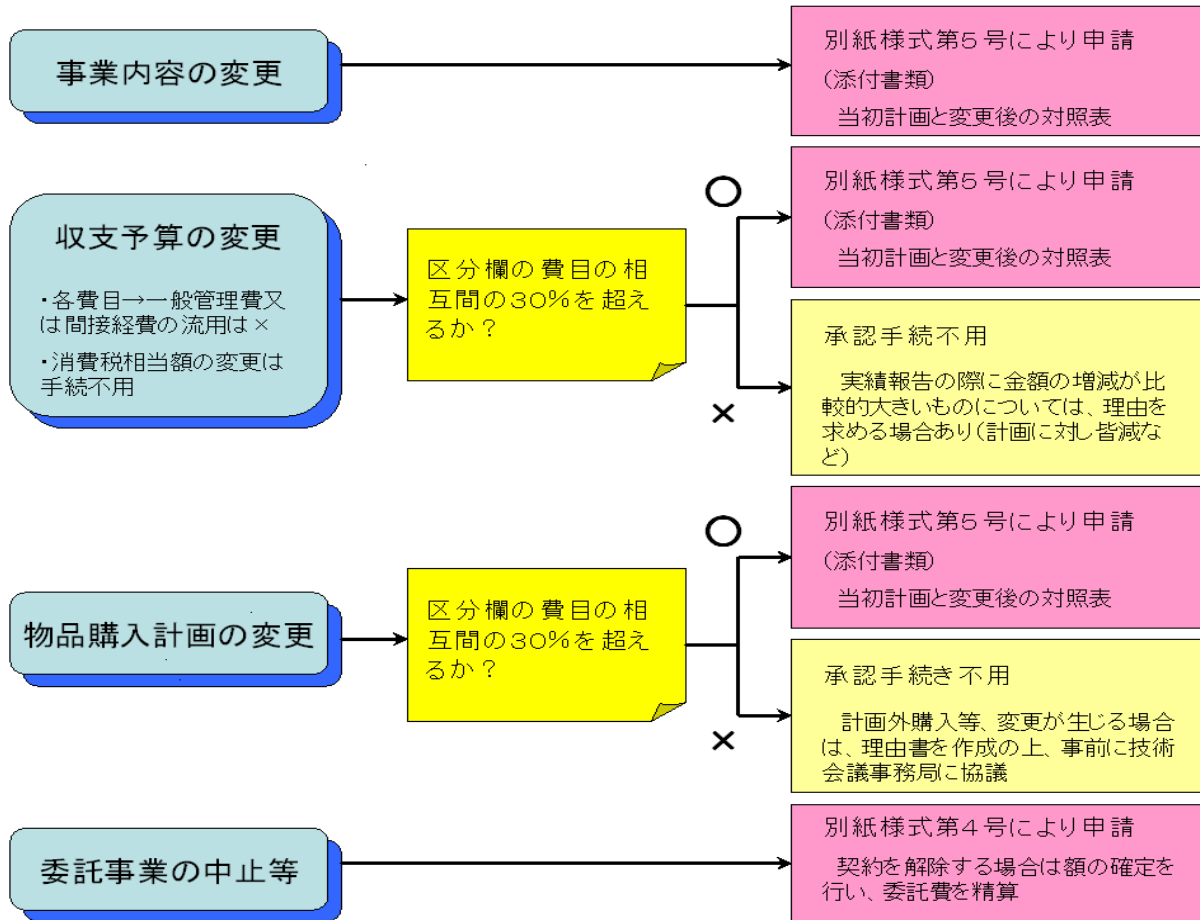 事業内容の変更
別紙様式第5号により申請
(添付書類)
当初計画と変更後の対照表
収支予算の変更
・各費目→一般管理費又
は間接経費の流用は×
・消費税相当額の変更は
手続不用
区分欄の費目の相
互間の30%を超え
るか?
○
×
別紙様式第5号により申請
(添付書類)
当初計画と変更後の対照表
承認手続不用
実績報告の際に金額の増減が比
較的大きいものについては、理由を
求める場合あり(計画に対し皆減な
ど)
物品購入計画の変更
区分欄の費目の相
互間の30%を超え
るか?
○
×
別紙様式第5号により申請
(添付書類)
当初計画と変更後の対照表
承認手続き不用
計画外購入等、変更が生じる場合
は、理由書を作成の上、事前に技術
会議事務局に協議
委託事業の中止等
別紙様式第4号により申請
契約を解除する場合は額の確定を
行い、委託費を精算